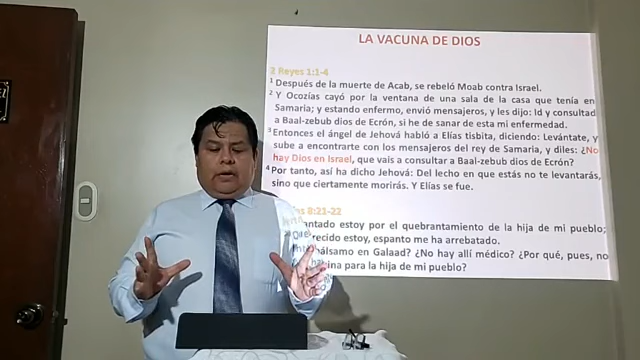 LA VACUNA DE DIOS
2 Reyes 1:1-4
1 Después de la muerte de Acab, se rebeló Moab contra Israel.
2 Y Ocozías cayó por la ventana de una sala de la casa que tenía en
Samaria; y estando enfermo, envió mensajeros, y les dijo: Id y consultad
a Baal-zebub dios de Ecrón, si he de sanar de esta mi enfermedad.
3 Entonces el ángel de Jehová habló a Elías tisbita, diciendo: Levántate, y
sube a encontrarte con los mensajeros del rey de Samaria, y diles: ¿No
hay Dios en Israel, que vais a consultar a Baal-zebub dios de Ecrón?
4 Por tanto, así ha dicho Jehová: Del lecho en que estás no te levantarás,
sino que ciertamente morirás. Y Elías se fue.
8:21-22
estoy por el quebrantamiento de la hija de mi pueblo;
estoy, espanto me ha arrebatado.
bálsamo en Galaad? ¿No hay allí médico? ¿Por qué, pues, no
para la hija de mi pueblo?